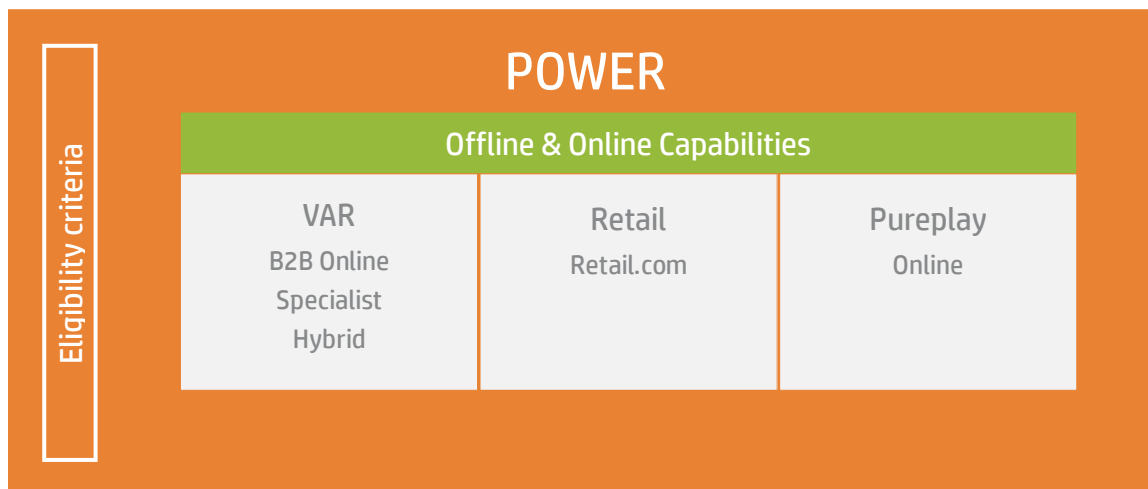 POWER
Offline & Online Capabilities
Eligibility criteria
VAR
B2B Online
Specialist
Hybrid
Retail
Retail.com
Pureplay
Online